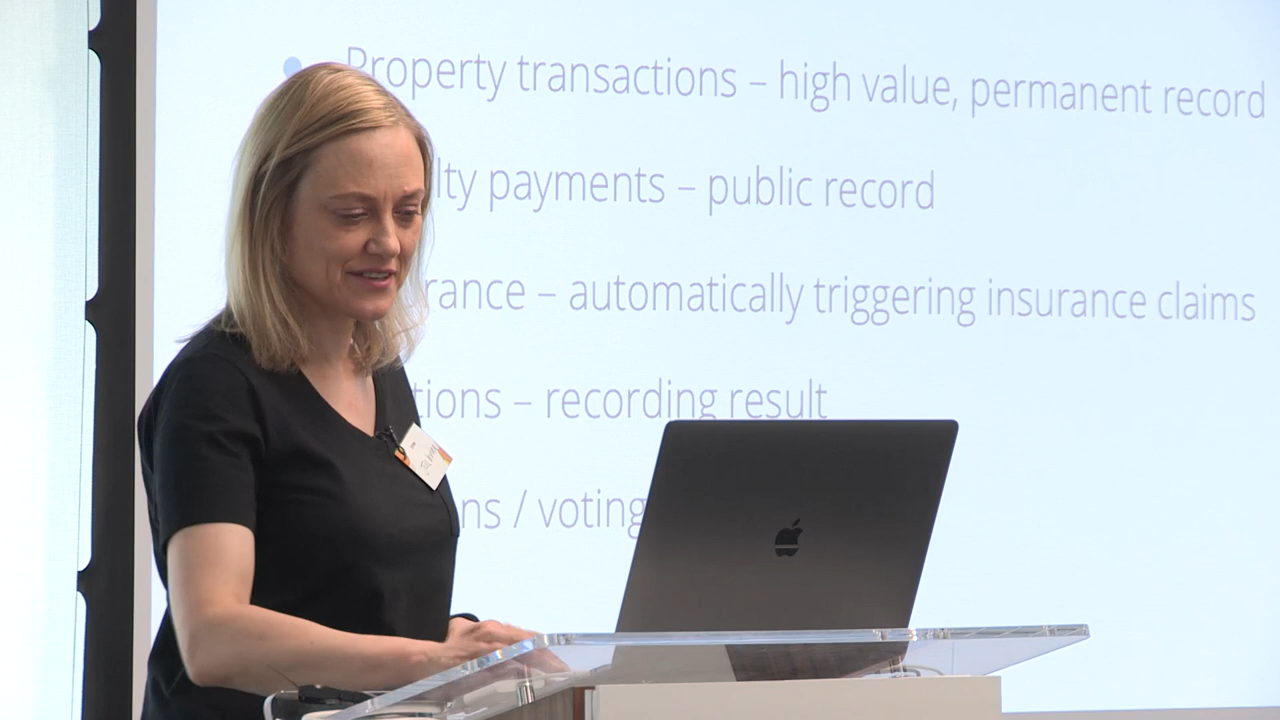 Property transactions – high value, permanent record
lty payments – public record
rance – automatically triggering insurance claims
tions – recording result
ns / voting